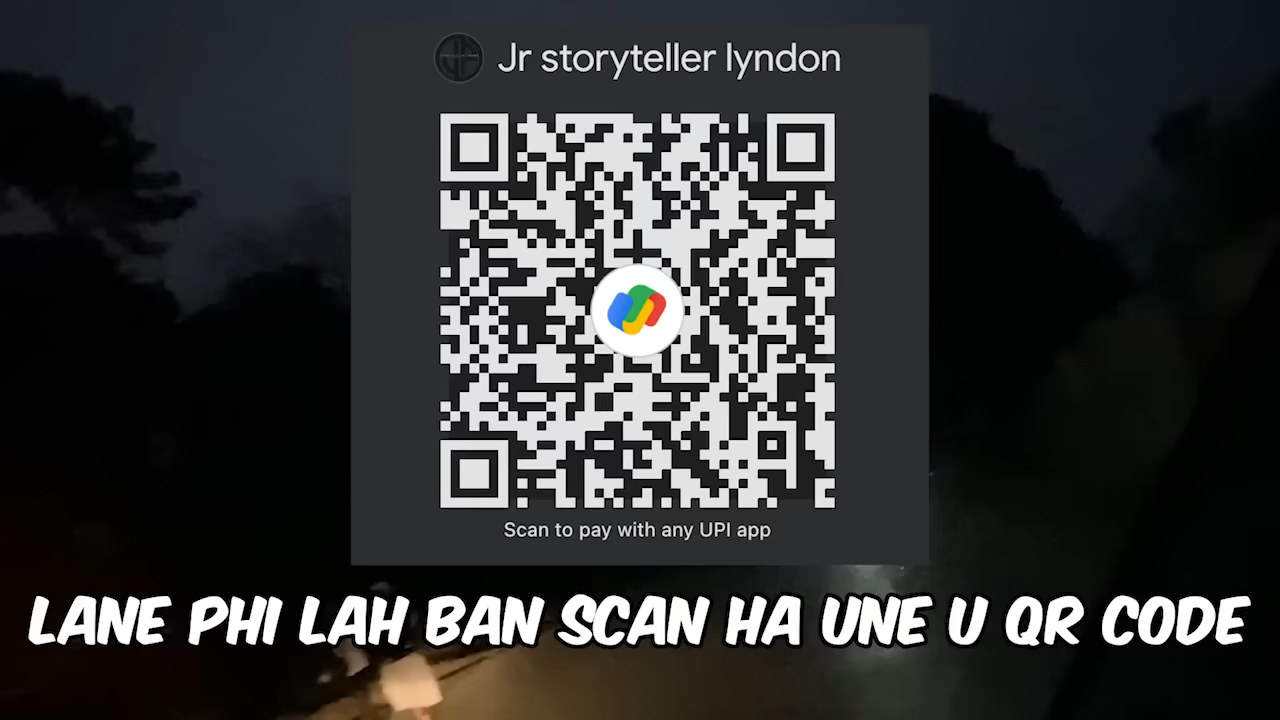 Jr storyteller lyndon
Scan to pay with any UPI app
LANE PHI LAH BAN SCAN HA UNE U QR CODE